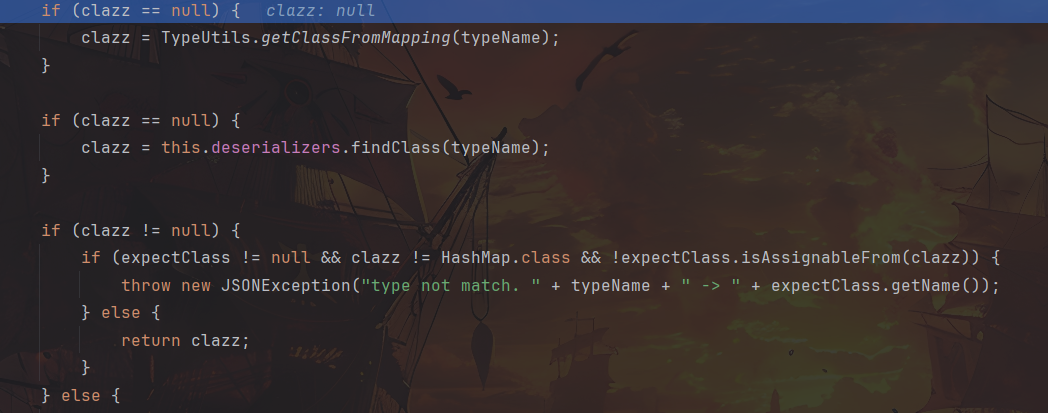 if (clazz == null) {   clazz: null
    clazz = TypeUtils.getClassFromMapping(typeName);
}
if (clazz == null) {
    clazz = this.deserializers.findClass(typeName);
}
if (clazz != null) {
    if (expectClass != null && clazz != HashMap.class && !expectClass.isAssignableFrom(clazz)) {
        throw new JSONException("type not match. " + typeName + " -> " + expectClass.getName());
    } else {
        return clazz;
    }
} else {